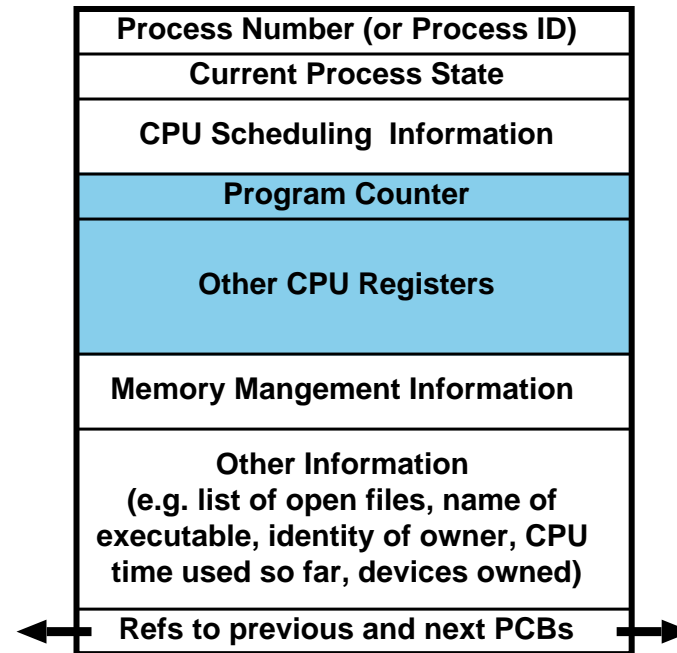 Process Number (or Process ID)
Current Process State
CPU Scheduling Information
Program Counter
Other CPU Registers
Memory Mangement Information
Other Information
(e.g. list of open files, name of
executable, identity of owner, CPU
time used so far, devices owned)
Refs to previous and next PCBs